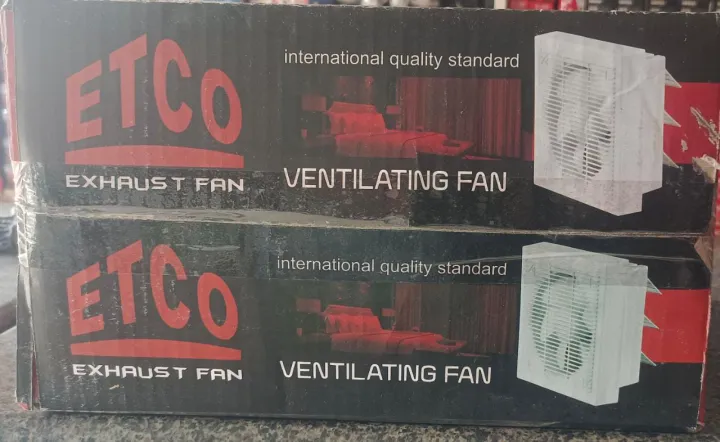 ETCO
EXHAUST FAN
international quality standard
VENTILATING FAN
ETCO
EXHAUST FAN
international quality standard
VENTILATING FAN